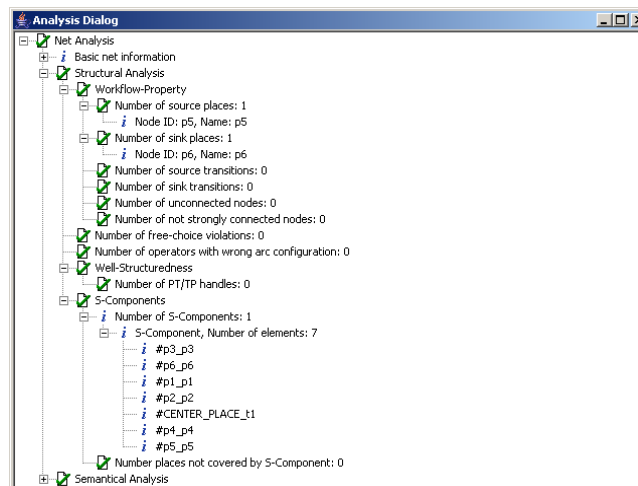 Analysis Dialog
Net Analysis
i Basic net information
Structural Analysis
Workflow-Property
Number of source places: 1
i Node ID: p5, Name: p5
Number of sink places: 1
i Node ID: p6, Name: p6
Number of source transitions: 0
Number of sink transitions: 0
Number of unconnected nodes: 0
Number of not strongly connected nodes: 0
Number of free-choice violations: 0
Number of operators with wrong arc configuration: 0
Well-Structuredness
Number of PT/TP handles: 0
S-Components
i Number of S-Components: 1
i S-Component, Number of elements: 7
i #p3_p3
i #p6_p6
i #p1_p1
i #p2_p2
i #CENTER_PLACE_t1
i #p4_p4
i #p5_p5
Number places not covered by S-Component: 0
Semantical Analysis